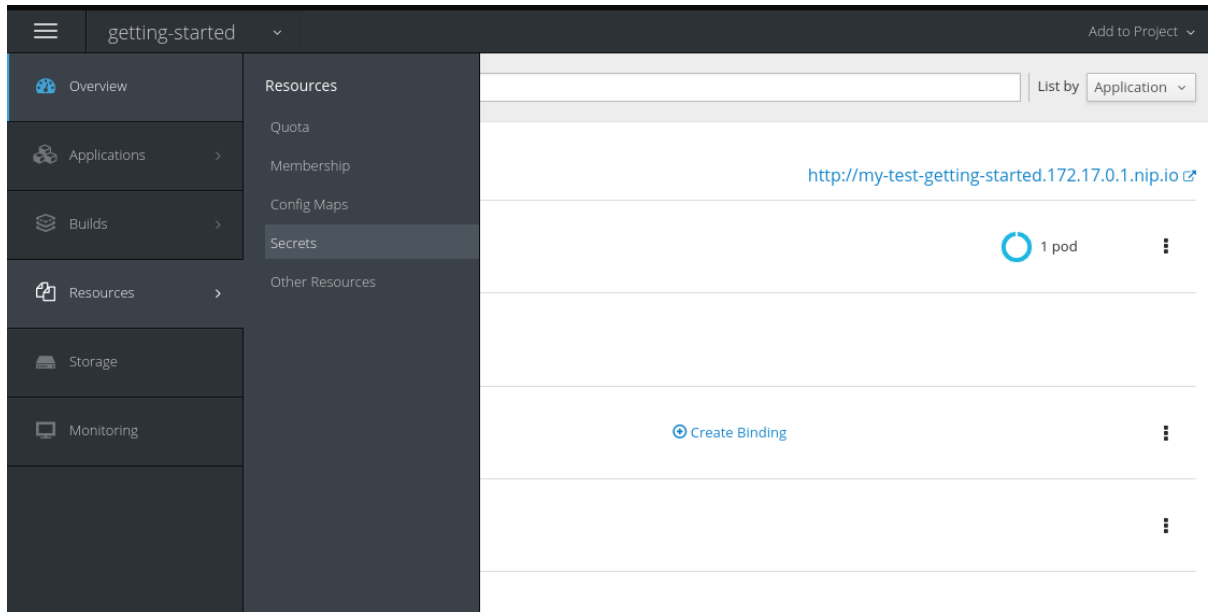 getting-started
Add to Project
Overview
Applications
Builds
Resources
Storage
Monitoring
Resources
Quota
Membership
Config Maps
Secrets
Other Resources
List by Application
http://my-test-getting-started.172.17.0.1.nip.io
1 pod
Create Binding